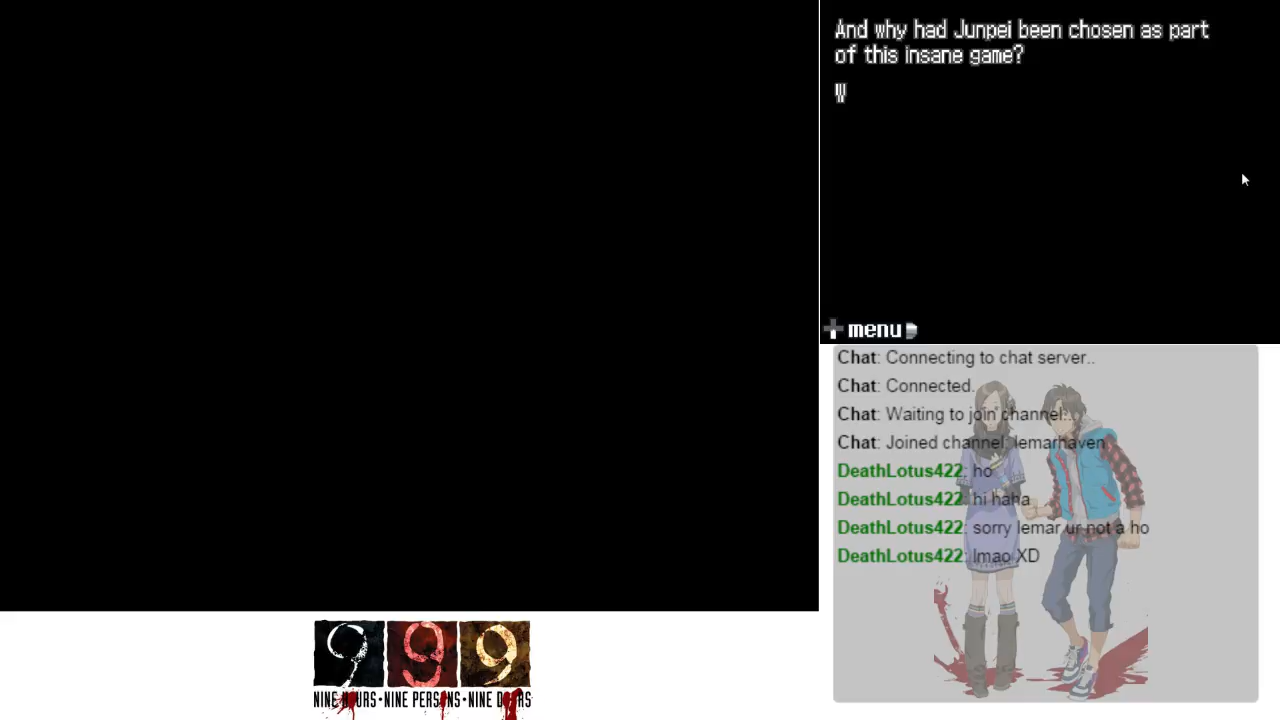 And why had Junpei been chosen as part
of this insane game?
W
menu
Chat: Connecting to chat server..
Chat: Connected.
Chat: Waiting to join channel..
Chat: Joined channel: lemarhaven
DeathLotus422: ho
DeathLotus422: hi haha
DeathLotus422: sorry lemar ur not a ho
DeathLotus422: lmao XD
9 9 9
NINE HOURS • NINE PERSONS • NINE DOORS